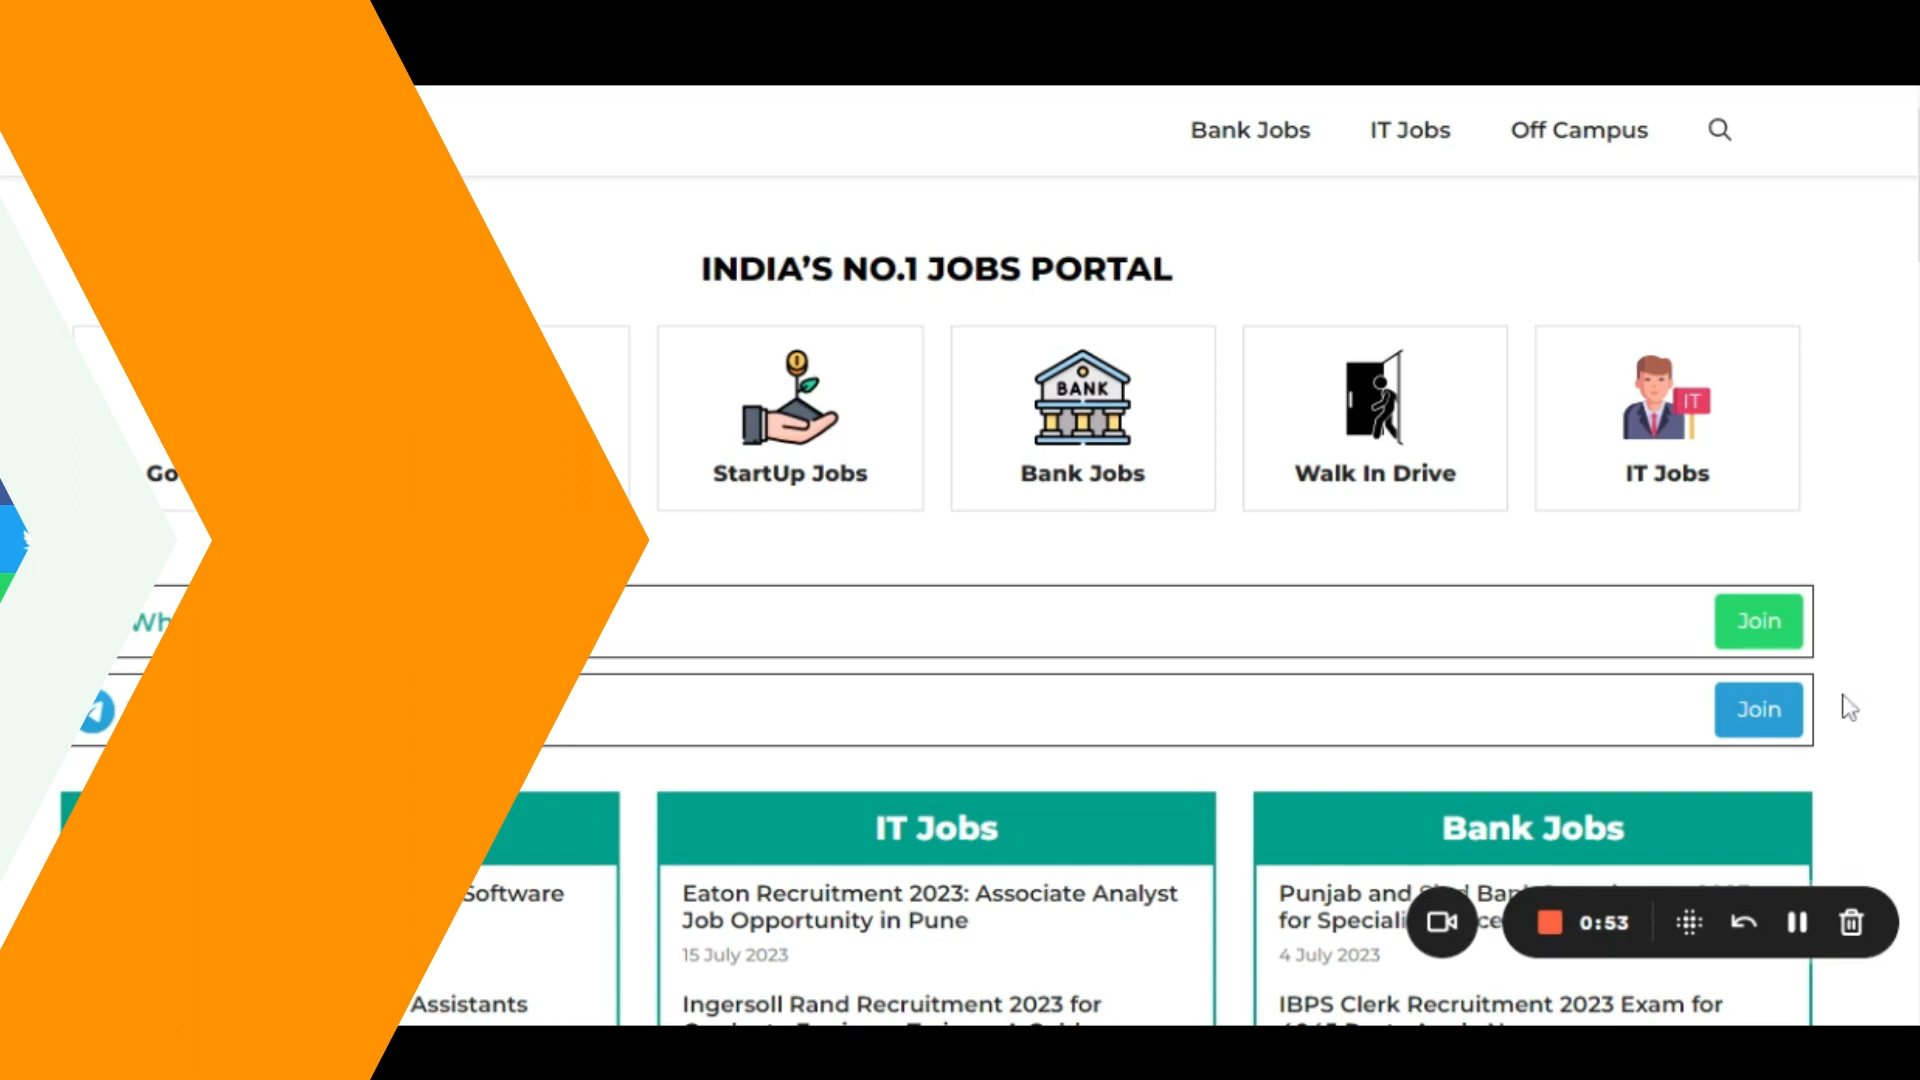 Bank Jobs IT Jobs Off Campus
INDIA'S NO.1 JOBS PORTAL
BANK
IT
Go
StartUp Jobs
Bank Jobs
Walk In Drive
IT Jobs
Wh
Join
Join
IT Jobs
Bank Jobs
Software
Assistants
Eaton Recruitment 2023: Associate Analyst
Job Opportunity in Pune
15 July 2023
Ingersoll Rand Recruitment 2023 for
Punjab and
for Speciali
4 July 2023
IBPS Clerk Recruitment 2023 Exam for
0:53